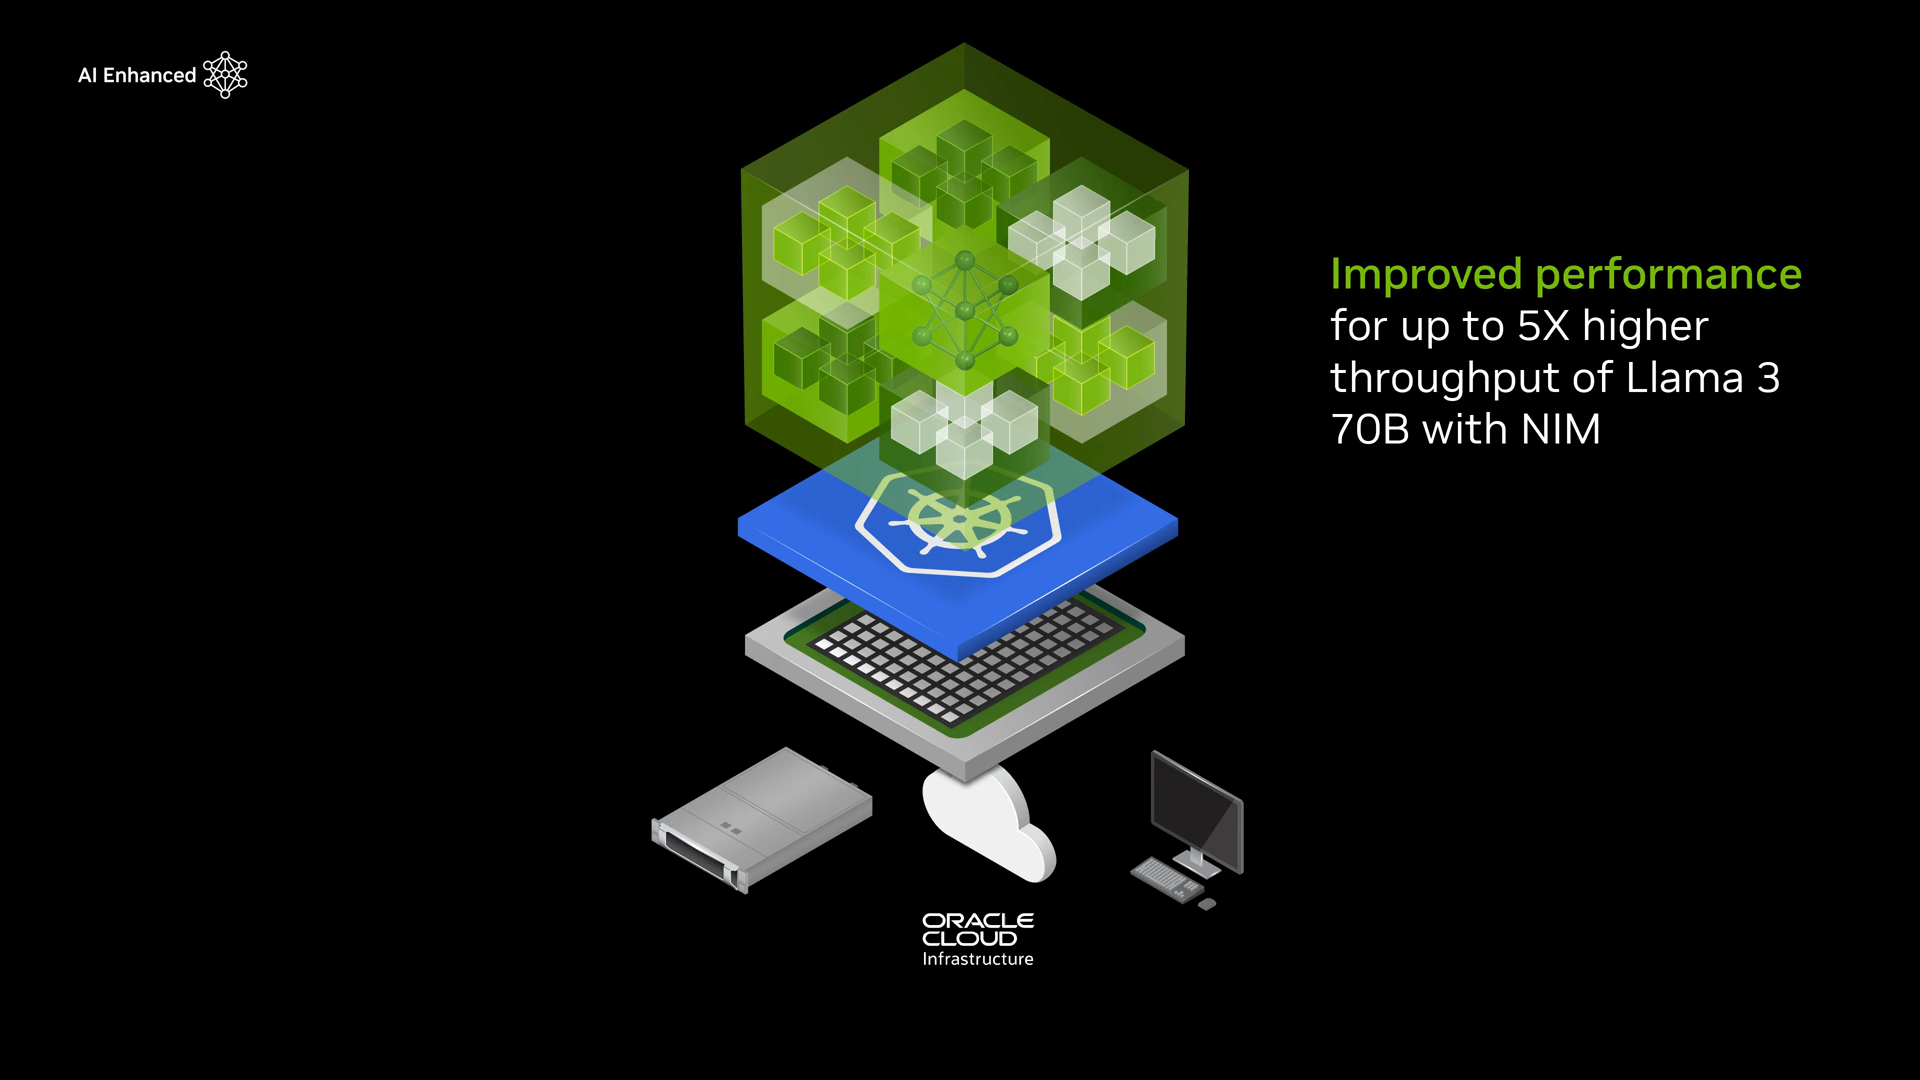 AI Enhanced
Improved performance
for up to 5X higher
throughput of Llama 3
70B with NIM
ORACLE
CLOUD
Infrastructure